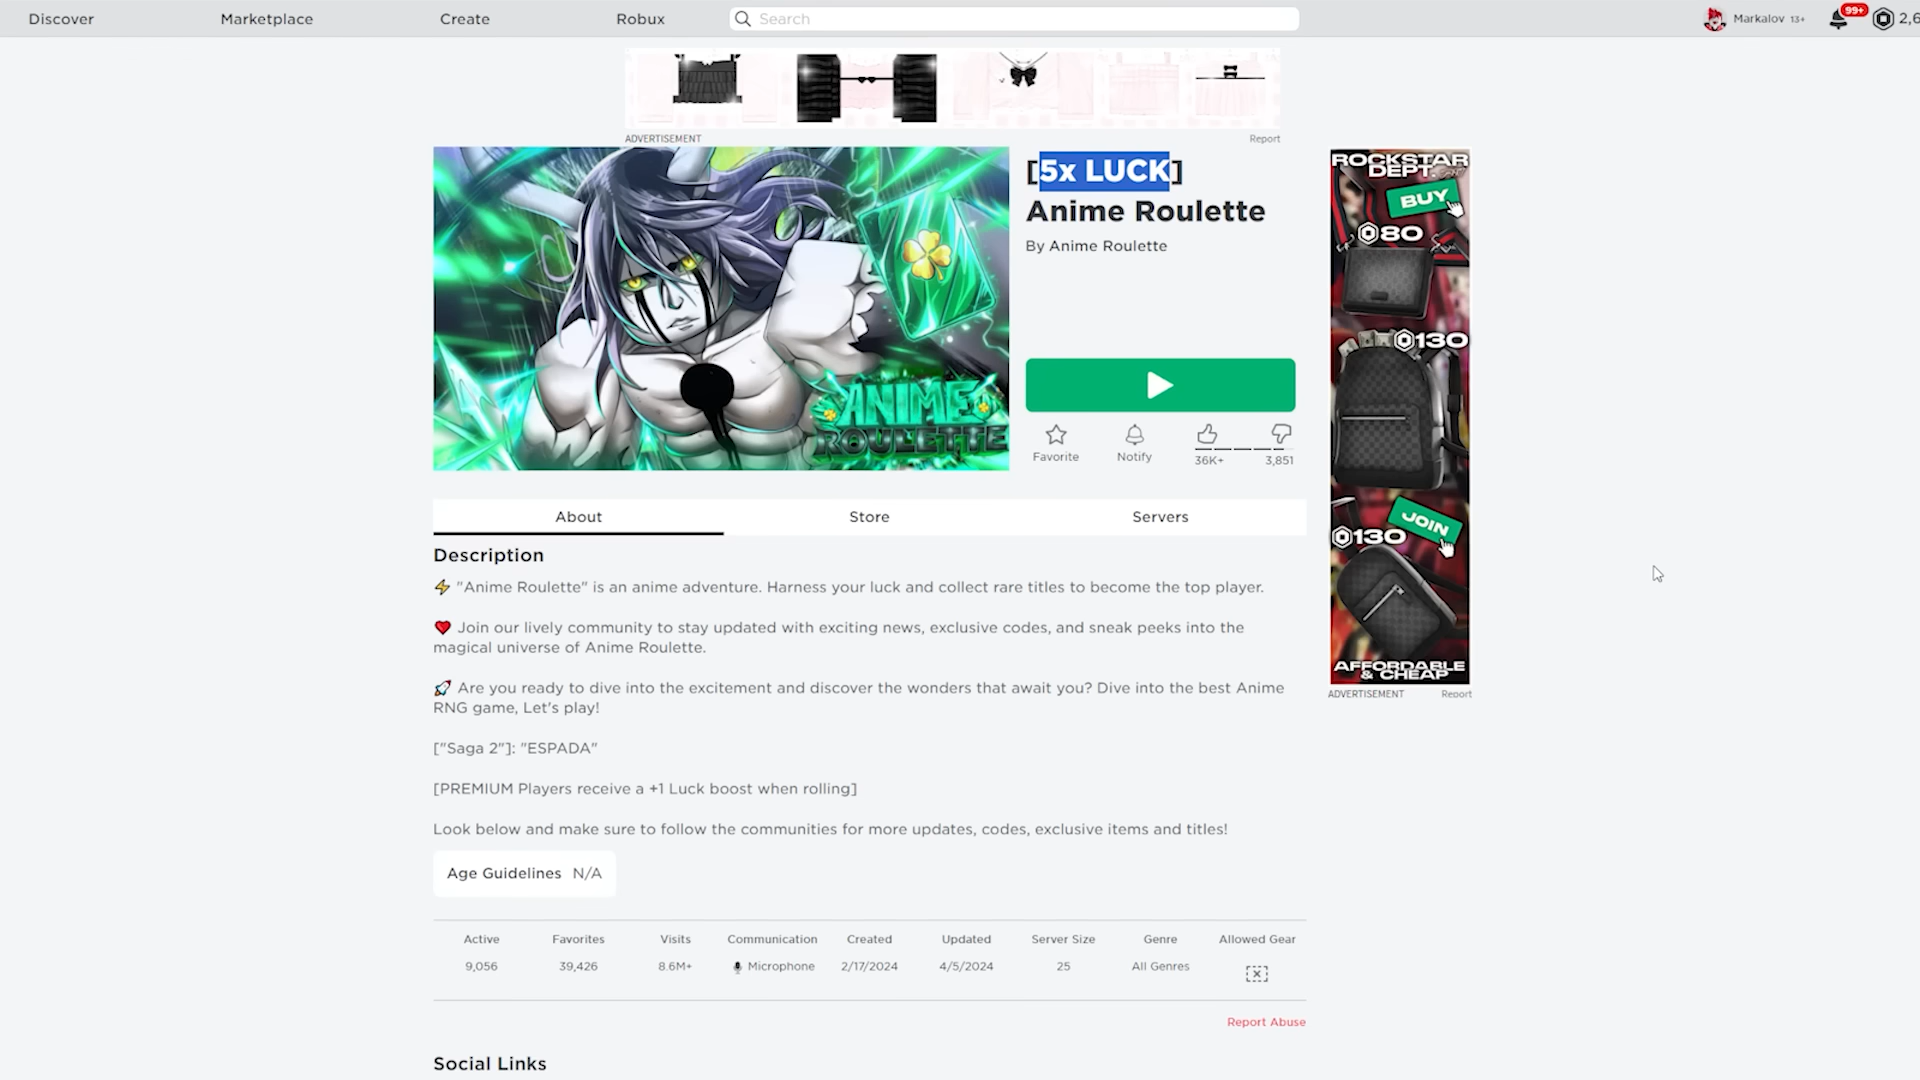 Discover Marketplace Create Robux Search Markalov 13+ 99+ 2,6
ADVERTISEMENT Report
[5x LUCK]
Anime Roulette
By Anime Roulette
ANIME
ROULETTE
Favorite Notify 36K+ 3,851
ROCKSTAR
DEPT.
BUY
80
130
JOIN
130
AFFORDABLE
& CHEAP
ADVERTISEMENT Report
About Store Servers
Description
⚡ "Anime Roulette" is an anime adventure. Harness your luck and collect rare titles to become the top player.
❤️ Join our lively community to stay updated with exciting news, exclusive codes, and sneak peeks into the
magical universe of Anime Roulette.
🚀 Are you ready to dive into the excitement and discover the wonders that await you? Dive into the best Anime
RNG game, Let's play!
["Saga 2"]: "ESPADA"
[PREMIUM Players receive a +1 Luck boost when rolling]
Look below and make sure to follow the communities for more updates, codes, exclusive items and titles!
Age Guidelines N/A
Active Favorites Visits Communication Created Updated Server Size Genre Allowed Gear
9,056 39,426 8.6M+ Microphone 2/17/2024 4/5/2024 25 All Genres
Report Abuse
Social Links